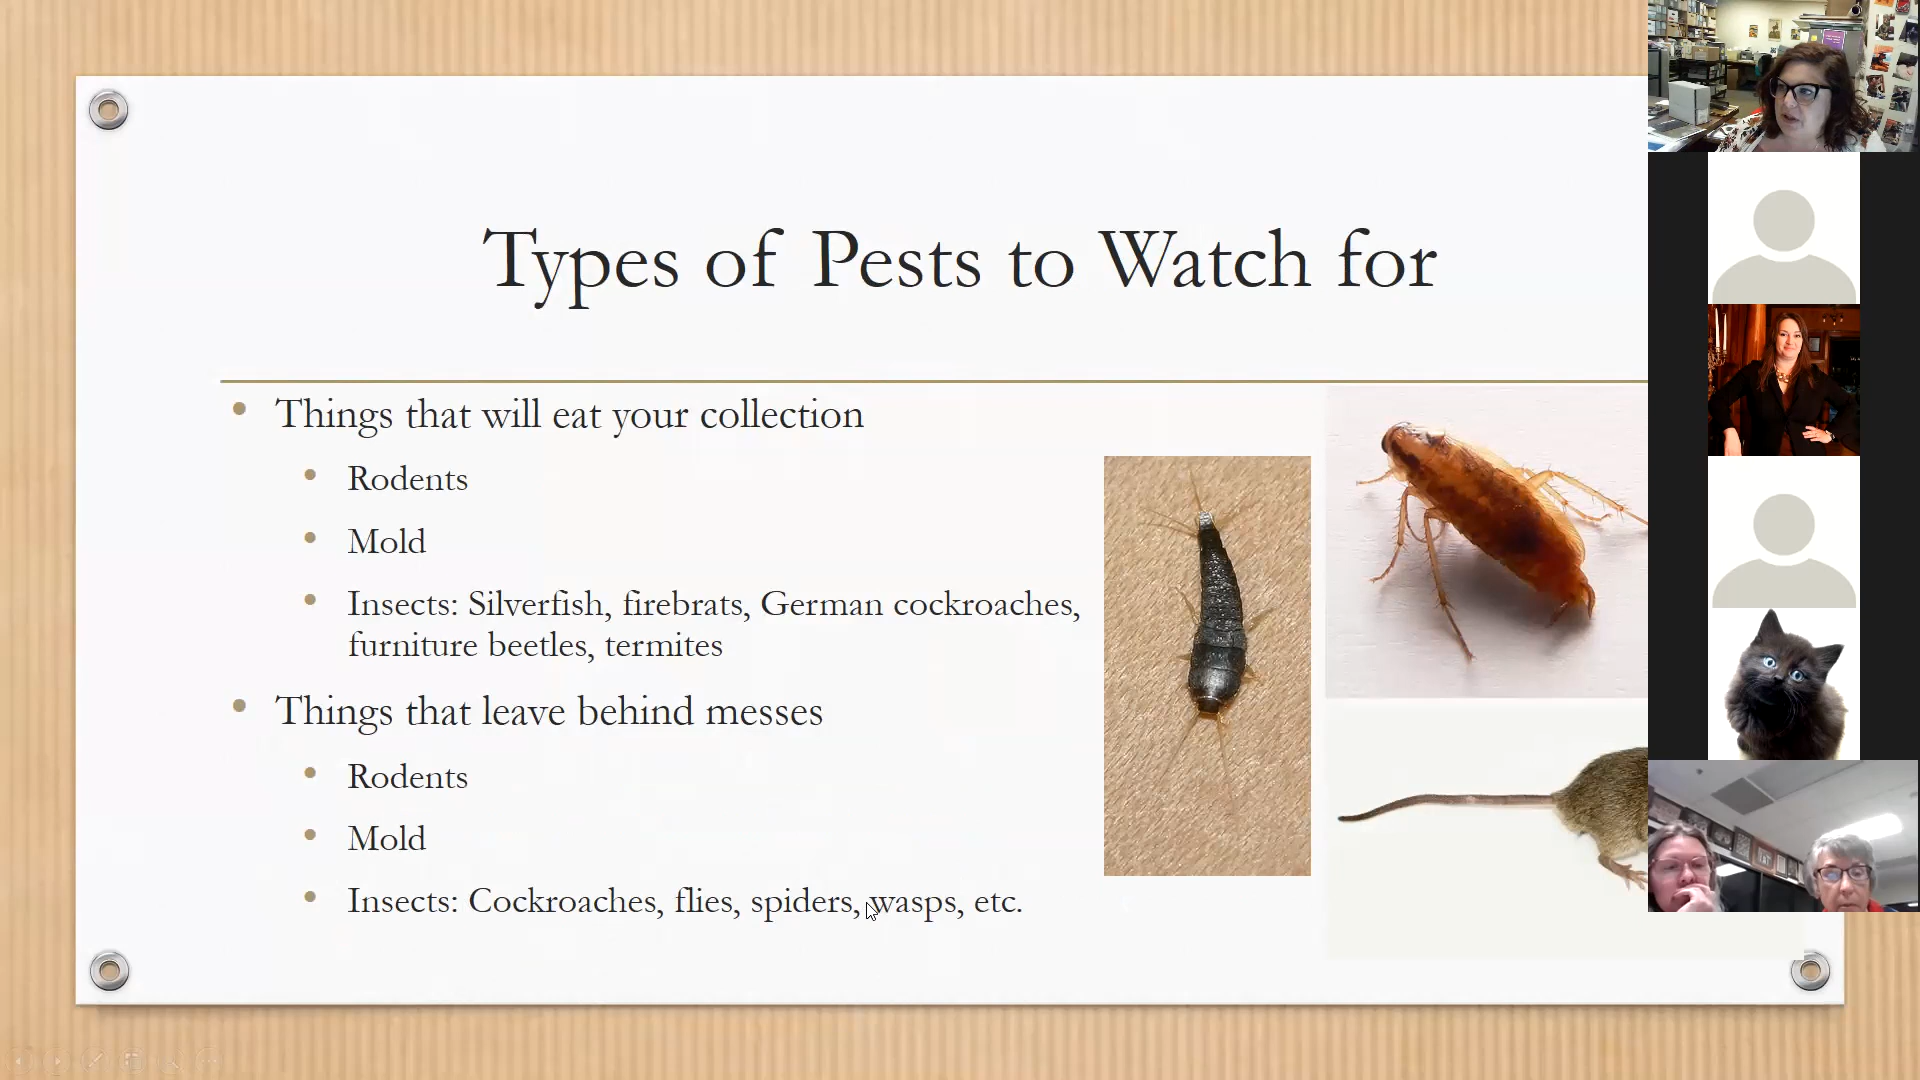 Types of Pests to Watch for
Things that will eat your collection
Rodents
Mold
Insects: Silverfish, firebrats, German cockroaches,
furniture beetles, termites
Things that leave behind messes
Rodents
Mold
Insects: Cockroaches, flies, spiders, wasps, etc.